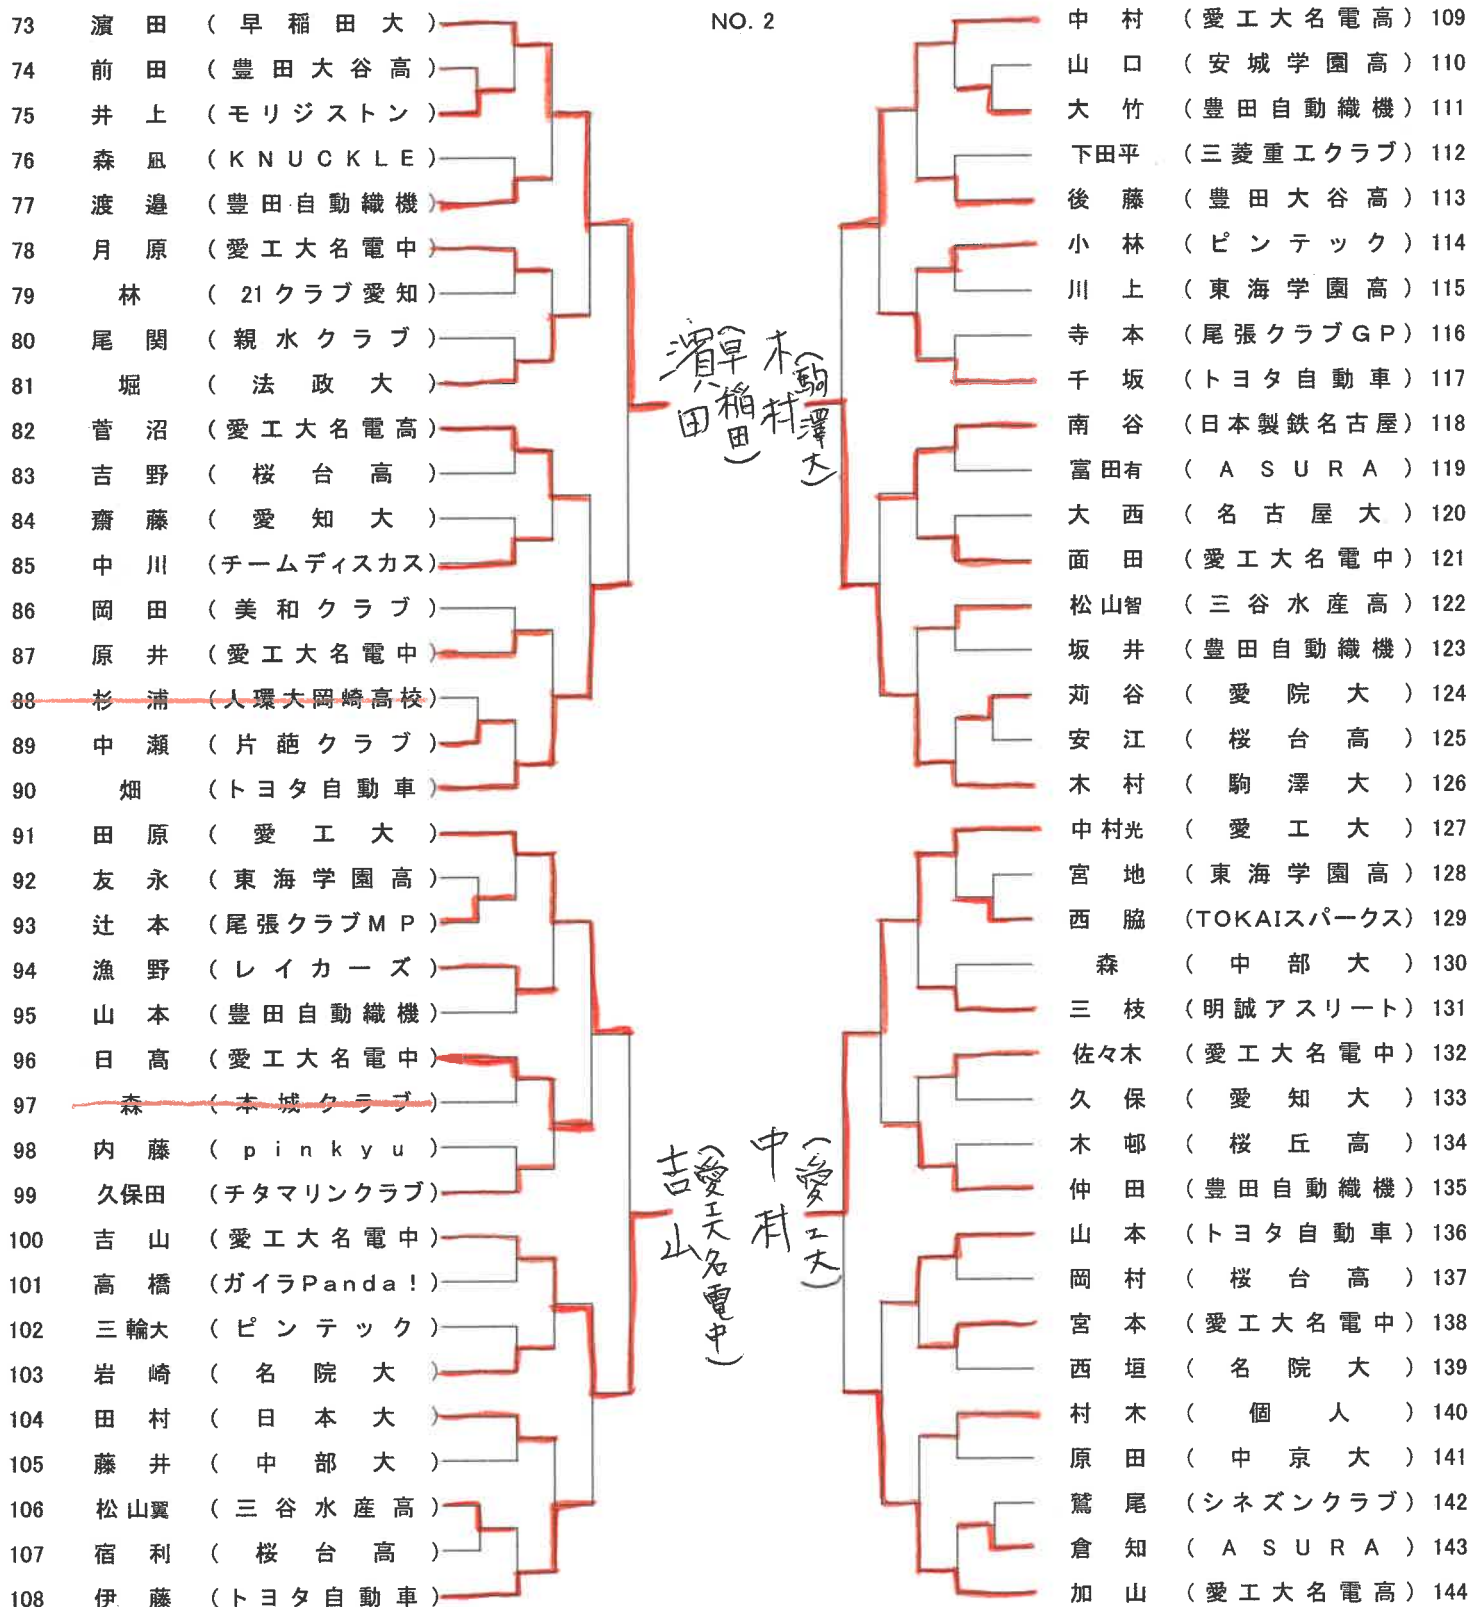 NO. 2
73 濵田 (早稲田大)
74 前田 (豊田大谷高)
75 井上 (モリジストン)
76 森凪 (KNUCKLE)
77 渡邉 (豊田自動織機)
78 月原 (愛工大名電中)
79 林 (21クラブ愛知)
80 尾関 (親水クラブ)
81 堀 (法政大)
82 菅沼 (愛工大名電高)
83 吉野 (桜台高)
84 齋藤 (愛知大)
85 中川 (チームディスカス)
86 岡田 (美和クラブ)
87 原井 (愛工大名電中)
88 杉浦 (人環大岡崎高校)
89 中瀬 (片葩クラブ)
90 畑 (トヨタ自動車)
91 田原 (愛工大)
92 友永 (東海学園高)
93 辻本 (尾張クラブMP)
94 漁野 (レイカーズ)
95 山本 (豊田自動織機)
96 日髙 (愛工大名電中)
97 森 (本城クラブ)
98 内藤 (pinkyu)
99 久保田 (チタマリンクラブ)
100 吉山 (愛工大名電中)
101 高橋 (ガイラPanda!)
102 三輪大 (ピンテック)
103 岩崎 (名院大)
104 田村 (日本大)
105 藤井 (中部大)
106 松山翼 (三谷水産高)
107 宿利 (桜台高)
108 伊藤 (トヨタ自動車)
濵田 (早稲田)
木村 (駒澤大)
吉山 (愛工大名電中)
中村 (愛工大)
中村 (愛工大名電高) 109
山口 (安城学園高) 110
大竹 (豊田自動織機) 111
下田平 (三菱重工クラブ) 112
後藤 (豊田大谷高) 113
小林 (ピンテック) 114
川上 (東海学園高) 115
寺本 (尾張クラブGP) 116
千坂 (トヨタ自動車) 117
南谷 (日本製鉄名古屋) 118
富田有 (ASURA) 119
大西 (名古屋大) 120
面田 (愛工大名電中) 121
松山智 (三谷水産高) 122
坂井 (豊田自動織機) 123
苅谷 (愛院大) 124
安江 (桜台高) 125
木村 (駒澤大) 126
中村光 (愛工大) 127
宮地 (東海学園高) 128
西脇 (TOKAIスパークス) 129
森 (中部大) 130
三枝 (明誠アスリート) 131
佐々木 (愛工大名電中) 132
久保 (愛知大) 133
木邨 (桜丘高) 134
仲田 (豊田自動織機) 135
山本 (トヨタ自動車) 136
岡村 (桜台高) 137
宮本 (愛工大名電中) 138
西垣 (名院大) 139
村木 (個人) 140
原田 (中京大) 141
鷲尾 (シネズンクラブ) 142
倉知 (ASURA) 143
加山 (愛工大名電高) 144